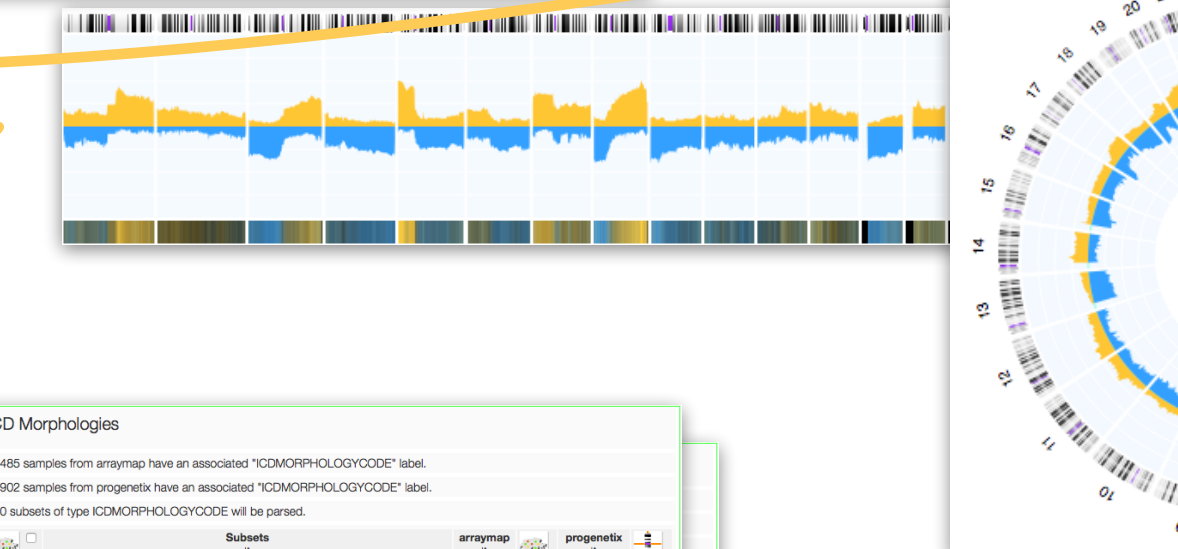 20
19
18
17
16
15
14
13
12
11
10
Morphologies
485 samples from arraymap have an associated "ICDMORPHOLOGYCODE" label.
902 samples from progenetix have an associated "ICDMORPHOLOGYCODE" label.
0 subsets of type ICDMORPHOLOGYCODE will be parsed.
Subsets arraymap progenetix